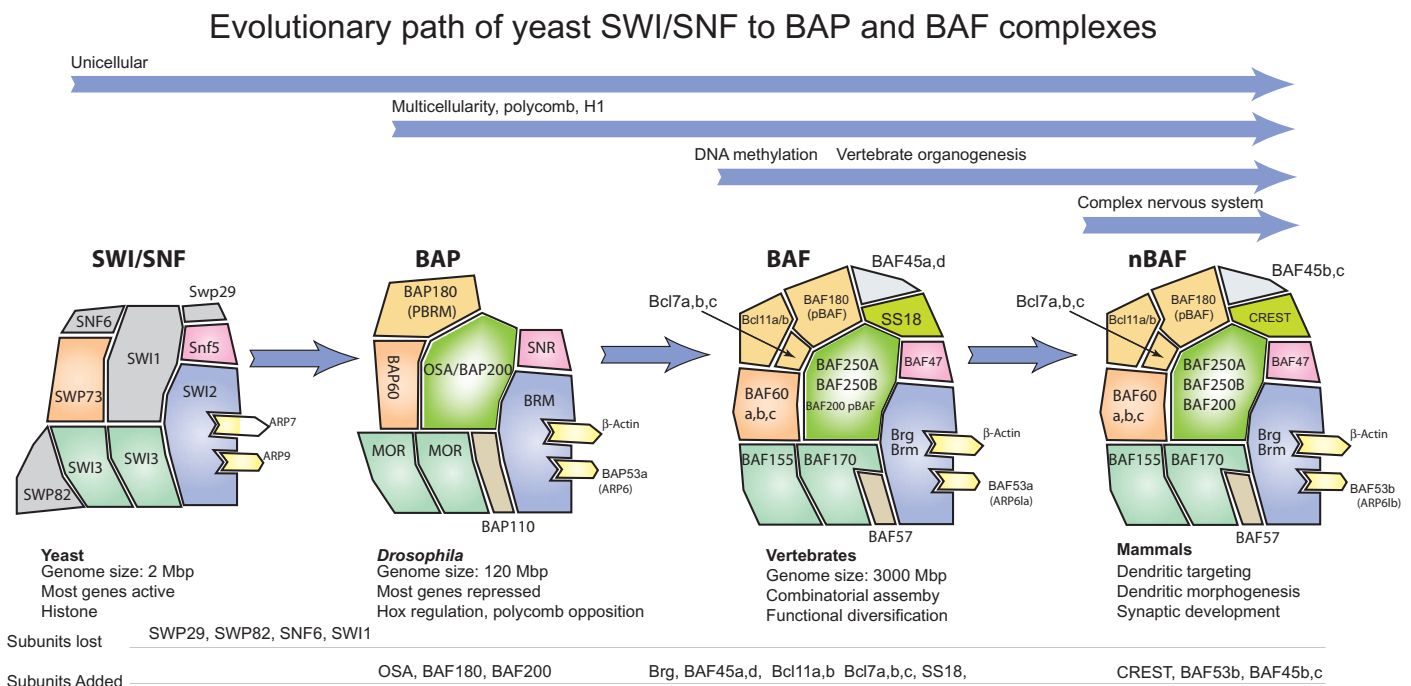 Evolutionary path of yeast SWI/SNF to BAP and BAF complexes
Unicellular
Multicellularity, polycomb, H1
DNA methylation Vertebrate organogenesis
Complex nervous system
SWI/SNF
SNF6
Swp29
SWI1
Snf5
SWP73
SWI2
ARP7
ARP9
SWI3
SWI3
SWP82
BAP
BAP180
(PBRM)
BAP60
OSA/BAP200
SNR
BRM
β-Actin
BAP53a
(ARP6)
MOR
MOR
BAP110
BAF
BAF45a,d
Bcl7a,b,c
Bcl11a/b
BAF180
(pBAF)
SS18
BAF250A
BAF250B
BAF200 pBAF
BAF47
BAF60
a,b,c
Brg
Brm
β-Actin
BAF53a
(ARP6Ia)
BAF155
BAF170
BAF57
nBAF
BAF45b,c
Bcl7a,b,c
Bcl11a/b
BAF180
(pBAF)
CREST
BAF250A
BAF250B
BAF200
BAF47
BAF60
a,b,c
Brg
Brm
β-Actin
BAF53b
(ARP6Ib)
BAF155
BAF170
BAF57
Yeast
Genome size: 2 Mbp
Most genes active
Histone
Drosophila
Genome size: 120 Mbp
Most genes repressed
Hox regulation, polycomb opposition
Vertebrates
Genome size: 3000 Mbp
Combinatorial assemby
Functional diversification
Mammals
Dendritic targeting
Dendritic morphogenesis
Synaptic development
Subunits lost SWP29, SWP82, SNF6, SWI1
Subunits Added OSA, BAF180, BAF200 Brg, BAF45a,d, Bcl11a,b Bcl7a,b,c, SS18, CREST, BAF53b, BAF45b,c